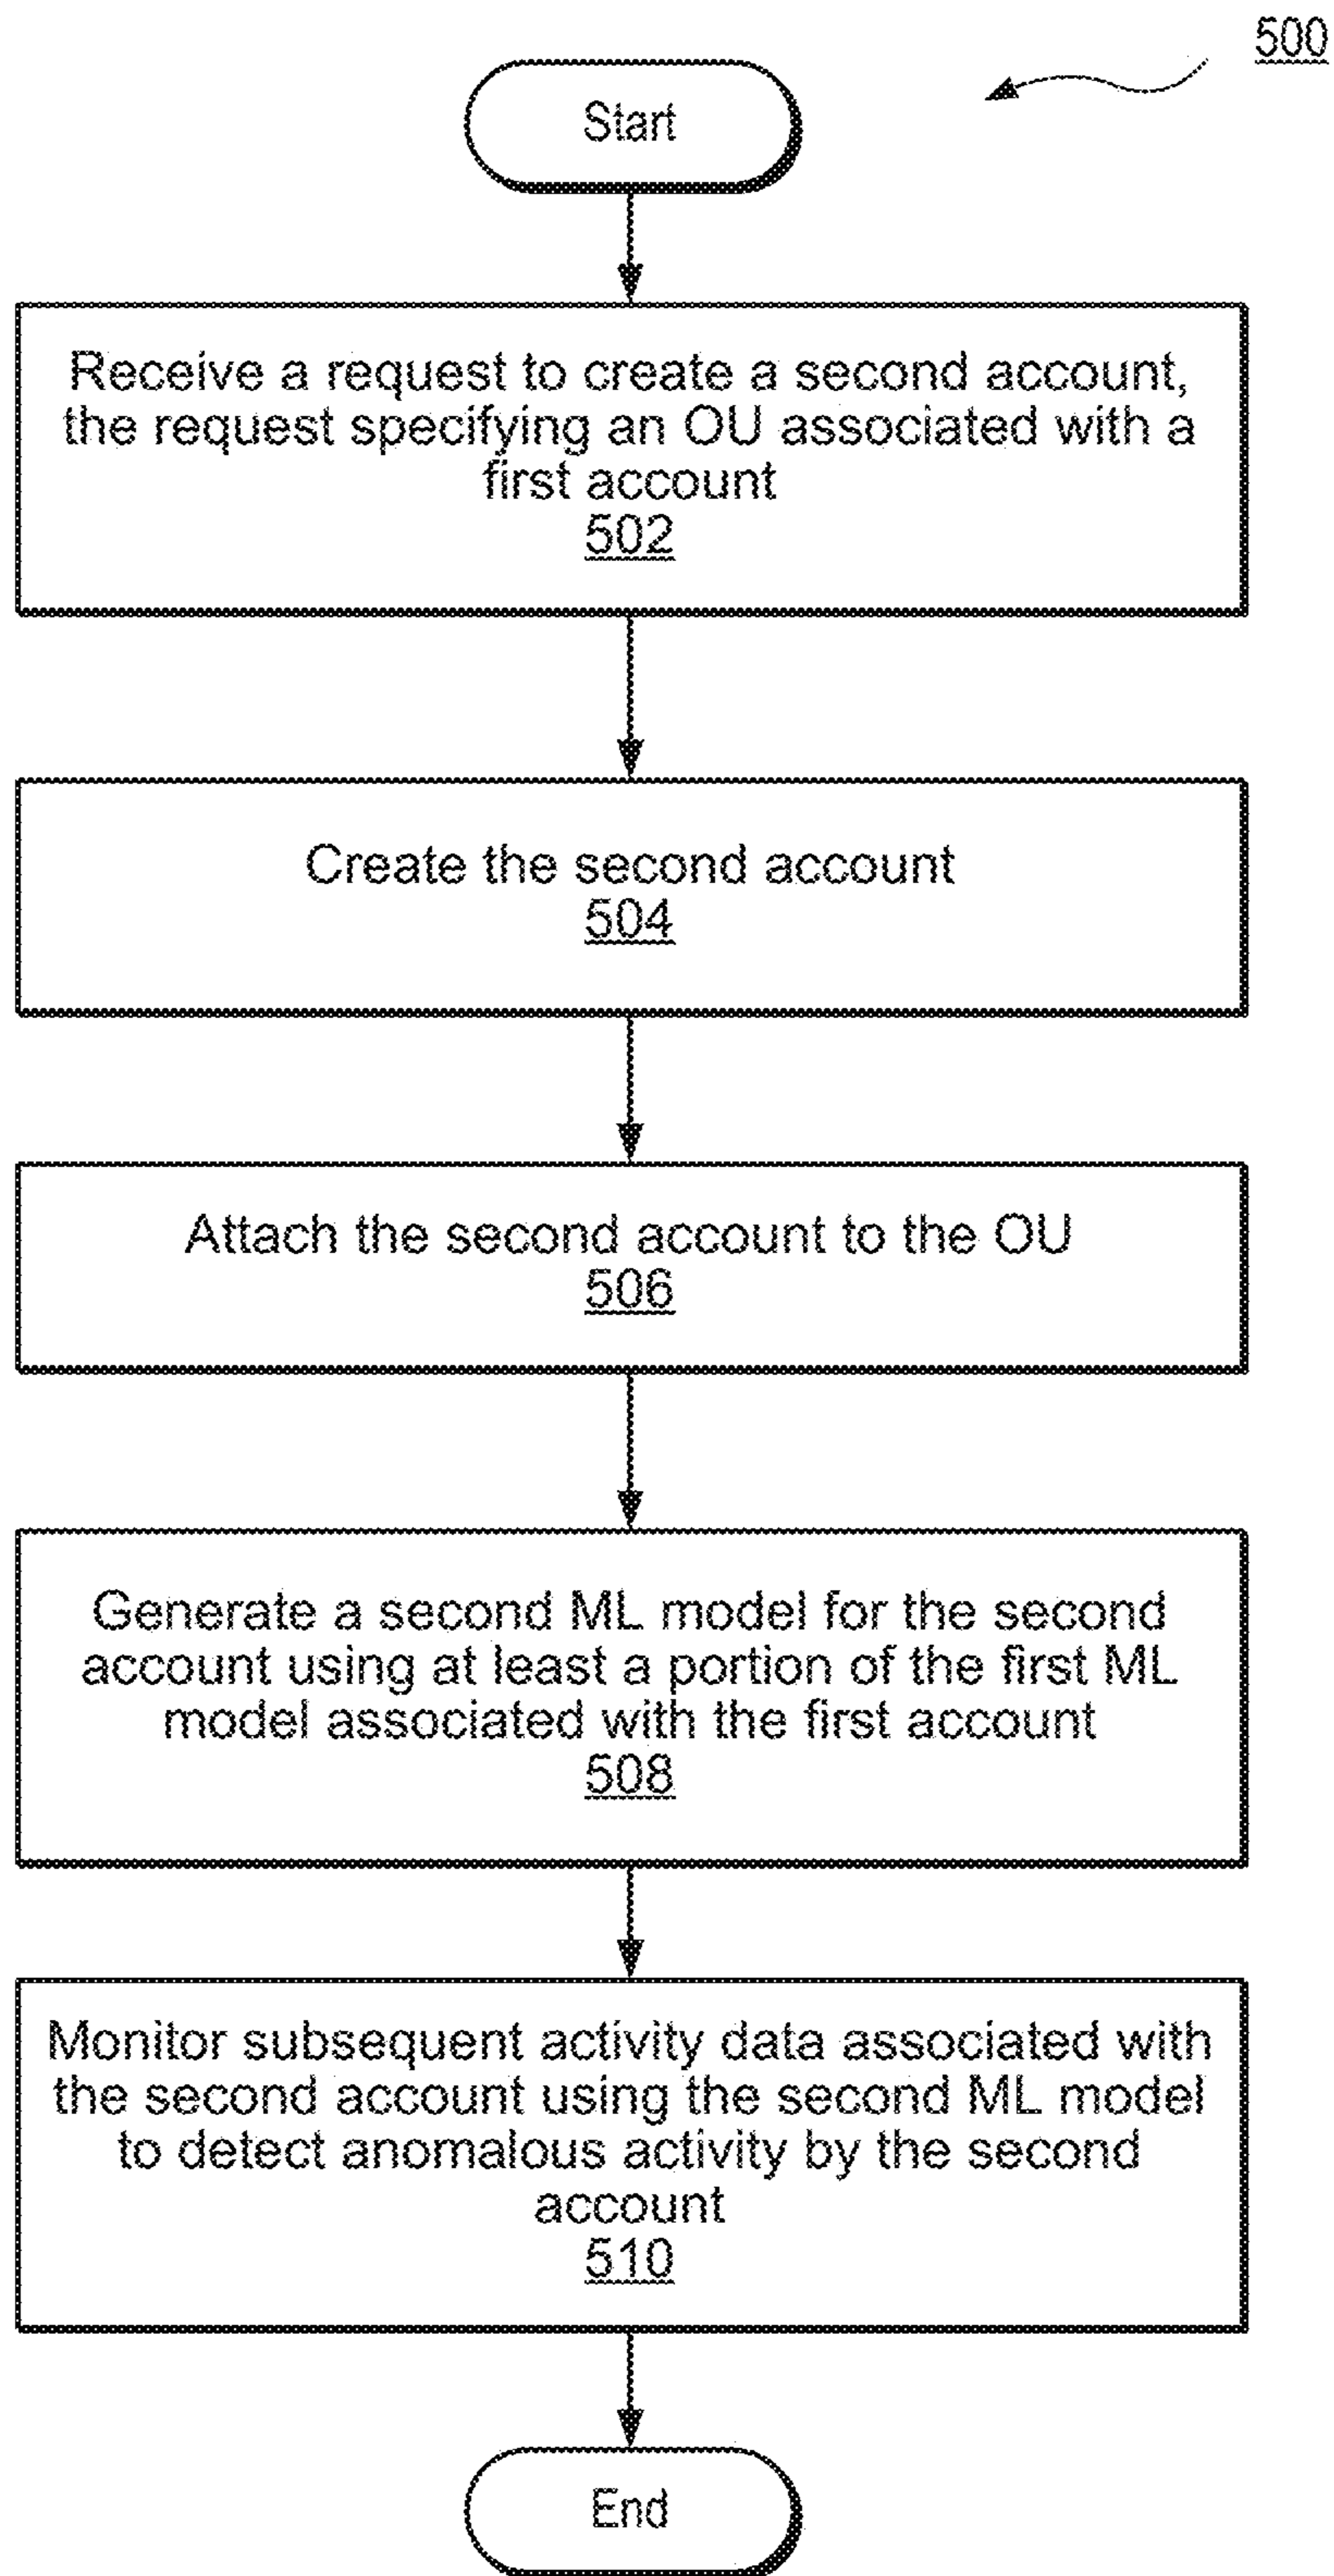 500
Start
Receive a request to create a second account,
the request specifying an OU associated with a
first account
502
Create the second account
504
Attach the second account to the OU
506
Generate a second ML model for the second
account using at least a portion of the first ML
model associated with the first account
508
Monitor subsequent activity data associated with
the second account using the second ML model
to detect anomalous activity by the second
account
510
End